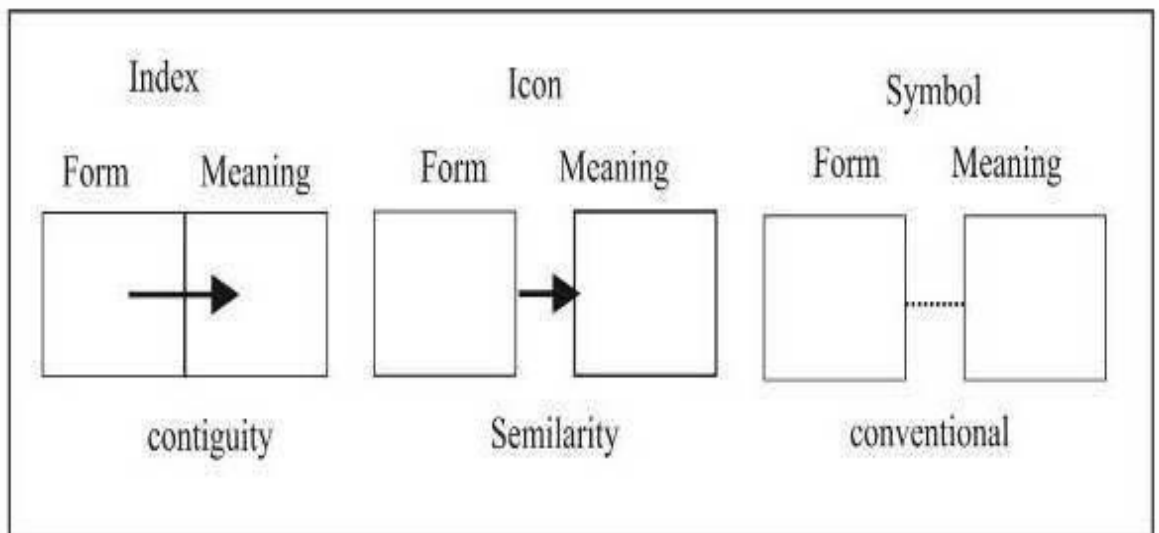 Index Icon Symbol
Form Meaning Form Meaning Form Meaning
contiguity Semilarity conventional